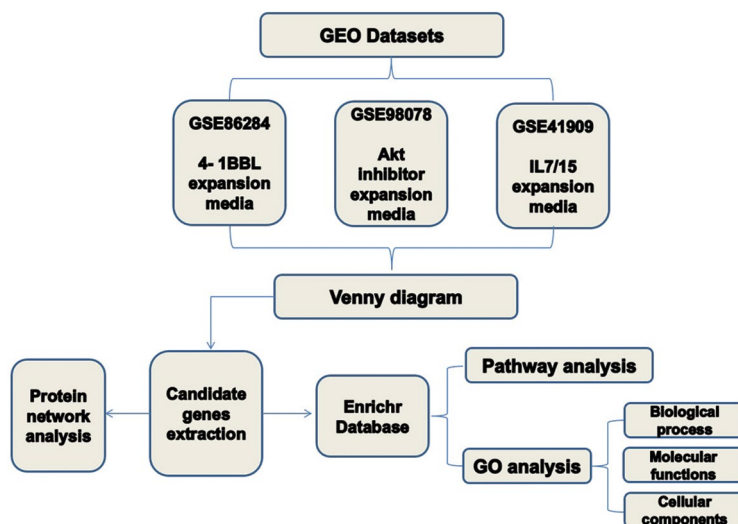 GEO Datasets
GSE86284
4- 1BBL
expansion
media
GSE98078
Akt
inhibitor
expansion
media
GSE41909
IL7/15
expansion
media
Venny diagram
Protein
network
analysis
Candidate
genes
extraction
Enrichr
Database
Pathway analysis
GO analysis
Biological
process
Molecular
functions
Cellular
components